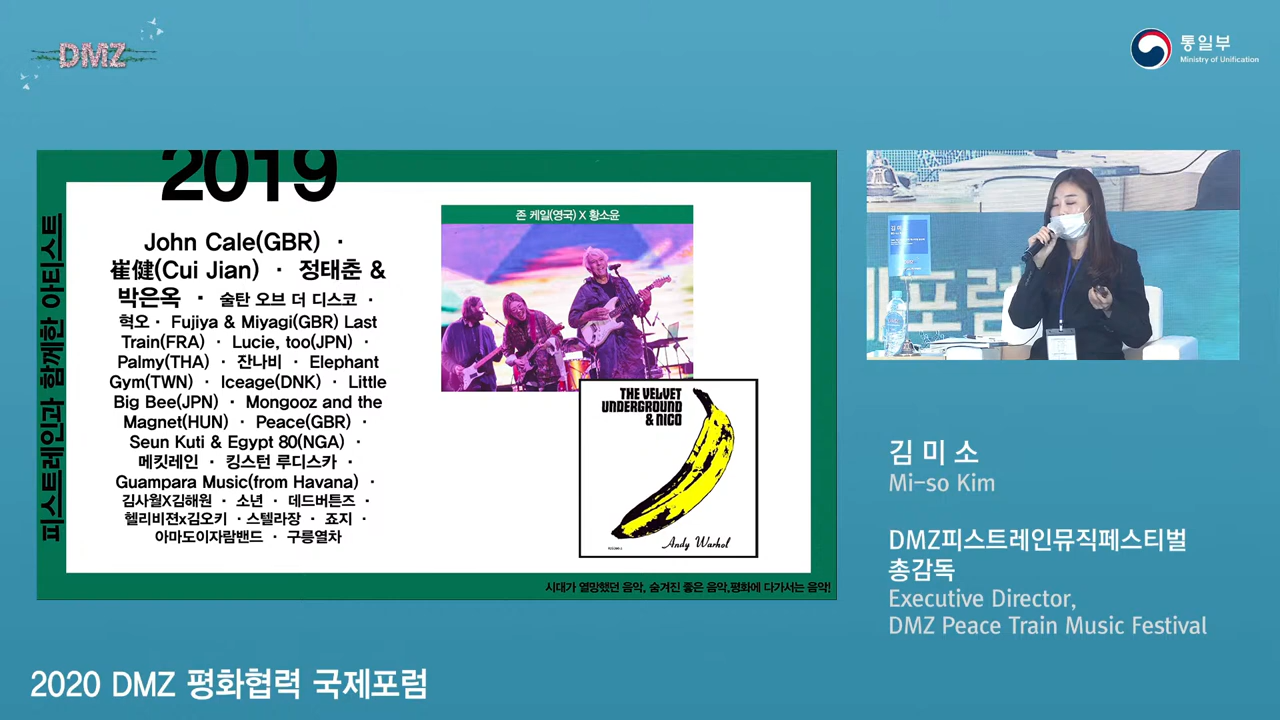 DMZ
통일부
Ministry of Unification
2019
피스트레인과 함께한 아티스트
John Cale(GBR) ·
崔健(Cui Jian) · 정태춘 &
박은옥 · 술탄 오브 더 디스코 ·
혁오 · Fujiya & Miyagi(GBR) Last
Train(FRA) · Lucie, too(JPN) ·
Palmy(THA) · 잔나비 · Elephant
Gym(TWN) · Iceage(DNK) · Little
Big Bee(JPN) · Mongooz and the
Magnet(HUN) · Peace(GBR) ·
Seun Kuti & Egypt 80(NGA) ·
메킷레인 · 킹스턴 루디스카 ·
Guampara Music(from Havana) ·
김사월X김해원 · 소년 · 데드버튼즈 ·
헬리비젼x김오키 · 스텔라장 · 죠지 ·
아마도이자람밴드 · 구릉열차
존 케일(영국) X 황소윤
THE VELVET
UNDERGROUND
& NICO
Andy Warhol
시대가 열망했던 음악, 숨겨진 좋은 음악,평화에 다가서는 음악!
김미
제포럼
김 미 소
Mi-so Kim
DMZ피스트레인뮤직페스티벌
총감독
Executive Director,
DMZ Peace Train Music Festival
2020 DMZ 평화협력 국제포럼